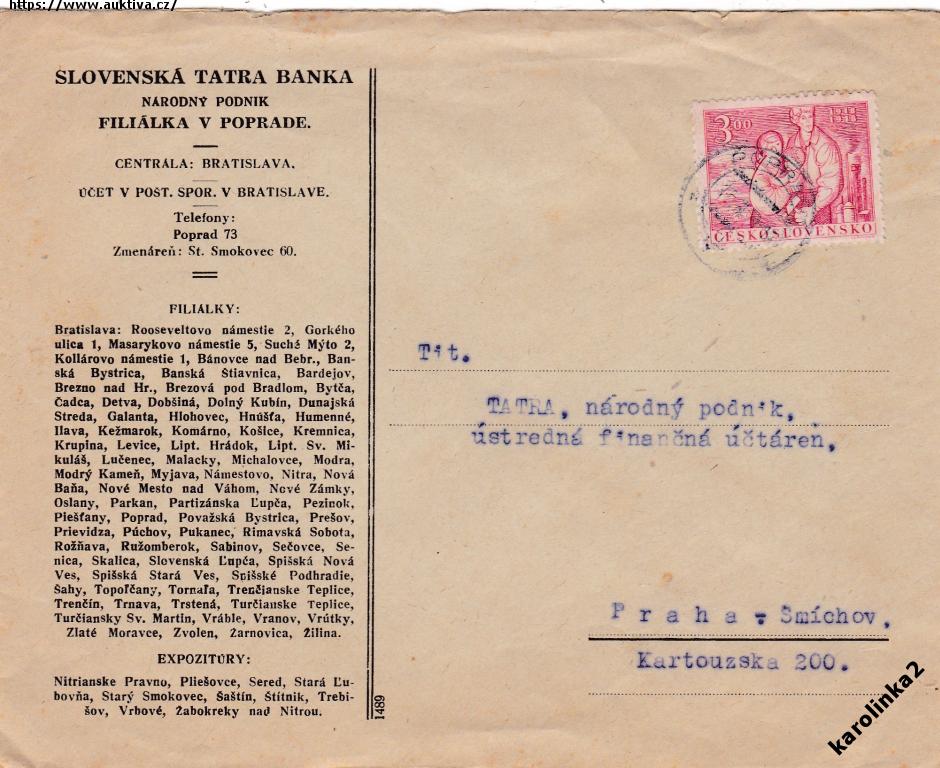 https://www.auktiva.cz/
SLOVENSKÁ TATRA BANKA
NÁRODNÝ PODNIK
FILIÁLKA V POPRADE.
CENTRÁLA: BRATISLAVA.
ÚČET V POŠT. SPOR. V BRATISLAVE.
Telefony:
Poprad 73
Zmenáreň: St. Smokovec 60.
FILIÁLKY:
Bratislava: Rooseveltovo námestie 2, Gorkého
ulica 1, Masarykovo námestie 5, Suché Mýto 2,
Kollárovo námestie 1, Bánovce nad Bebr., Ban-
ská Bystrica, Banská Štiavnica, Bardejov,
Brezno nad Hr., Brezová pod Bradlom, Bytča,
Čadca, Detva, Dobšiná, Dolný Kubín, Dunajská
Streda, Galanta, Hlohovec, Hnúšťa, Humenné,
Ilava, Kežmarok, Komárno, Košice, Kremnica,
Krupina, Levice, Lipt. Hrádok, Lipt. Sv. Mi-
kuláš, Lučenec, Malacky, Michalovce, Modra,
Modrý Kameň, Myjava, Námestovo, Nitra, Nová
Baňa, Nové Mesto nad Váhom, Nové Zámky,
Oslany, Parkan, Partizánska Ľupča, Pezinok,
Piešťany, Poprad, Považská Bystrica, Prešov,
Prievidza, Púchov, Pukanec, Rimavská Sobota,
Rožňava, Ružomberok, Sabinov, Sečovce, Se-
nica, Skalica, Slovenská Ľupča, Spišská Nová
Ves, Spišská Stará Ves, Spišské Podhradie,
Šahy, Topoľčany, Tornaľa, Trenčianske Teplice,
Trenčín, Trnava, Trstená, Turčianske Teplice,
Turčiansky Sv. Martin, Vráble, Vranov, Vrútky,
Zlaté Moravce, Zvolen, Žarnovica, Žilina.
EXPOZITÚRY:
Nitrianske Pravno, Pliešovce, Sereď, Stará Ľu-
bovňa, Starý Smokovec, Šaštín, Štítnik, Trebi-
šov, Vrbové, Žabokreky nad Nitrou.
1489
3.00
1948
ČESKOSLOVENSKO
POPRAD
Tit.
TATRA, národný podnik,
ústredná finančná účtáreň,
Praha - Smíchov,
Kartouzska 200.
karolinka2